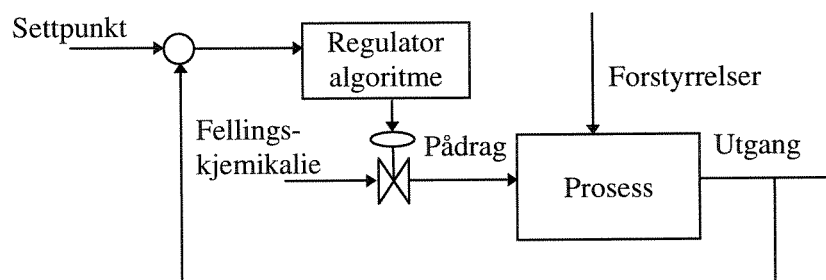 Settpunkt
Regulator
algoritme
Forstyrrelser
Fellings-
kjemikalie
Pådrag
Utgang
Prosess